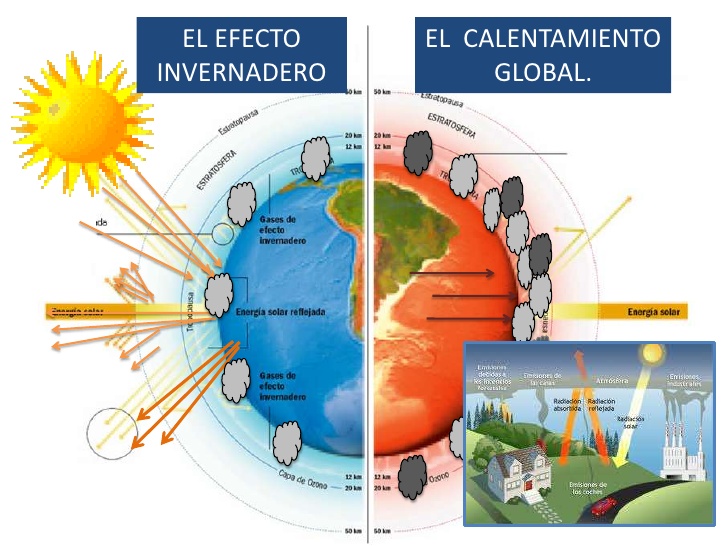 EL EFECTO
INVERNADERO
EL CALENTAMIENTO
GLOBAL.
50 km
50 km
Estratopausa
Estratopausa
ESTRATOSFERA
ESTRATOSFERA
20 km
12 km
20 km
12 km
Gases de
efecto
invernadero
Energía solar
Energía solar reflejada
Energía solar
Gases de
efecto
invernadero
Capa de Ozono
Ozono
12 km
20 km
12 km
20 km
50 km
50 km
Emisiones
debidas a
los incendios
forestales
Emisiones de
las casas
Atmósfera
Emisiones
industriales
Radiación
absorbida
Radiación
reflejada
Radiación
solar
Emisiones de
los coches